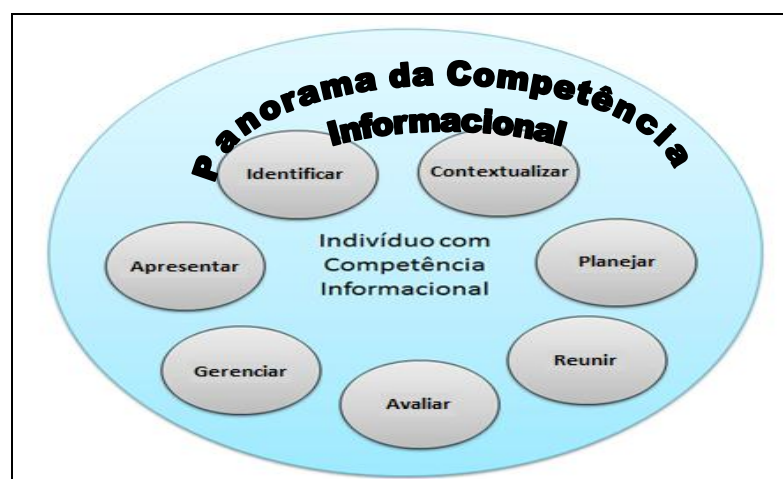 Panorama da Competência
Informacional
Identificar
Contextualizar
Apresentar
Indivíduo com
Competência
Informacional
Planejar
Gerenciar
Reunir
Avaliar